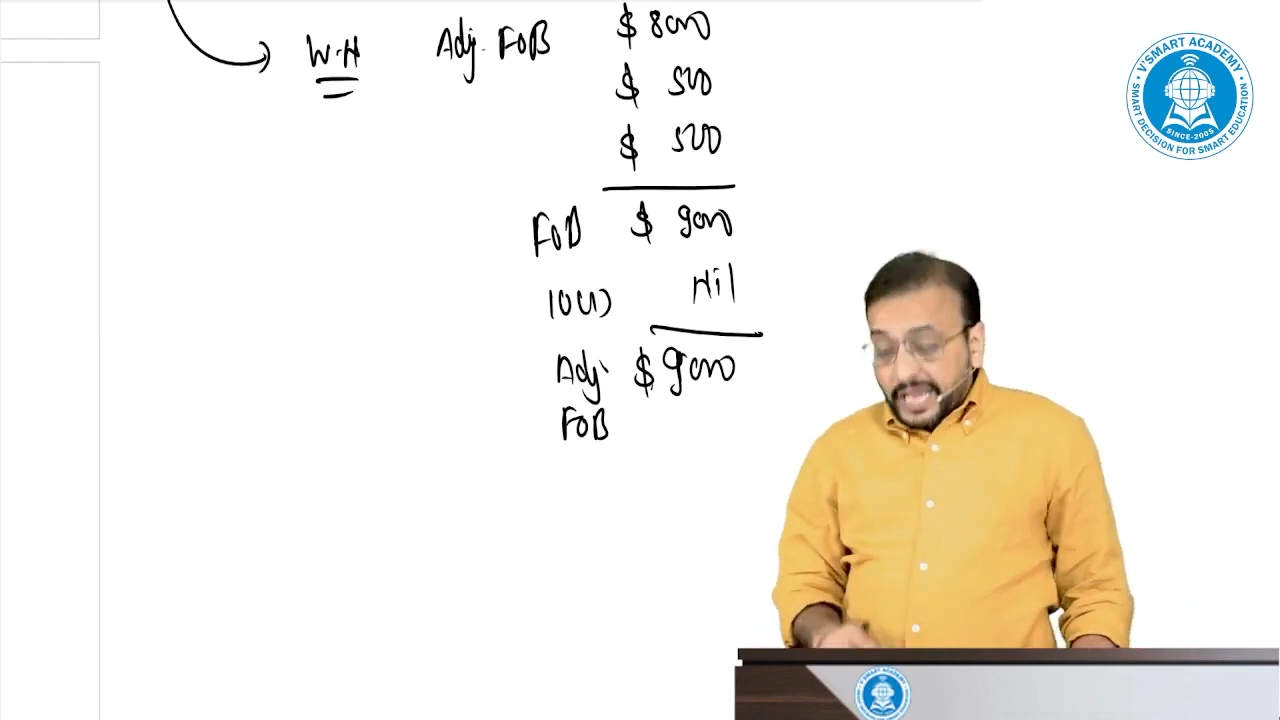 W.H Adj. FOB $ 8000
$ 500
$ 500
FOB $ 9000
10(1) Nil
Adj. $ 9000
FOB
V'SMART ACADEMY
SMART DECISION FOR SMART EDUCATION
SINCE-2005